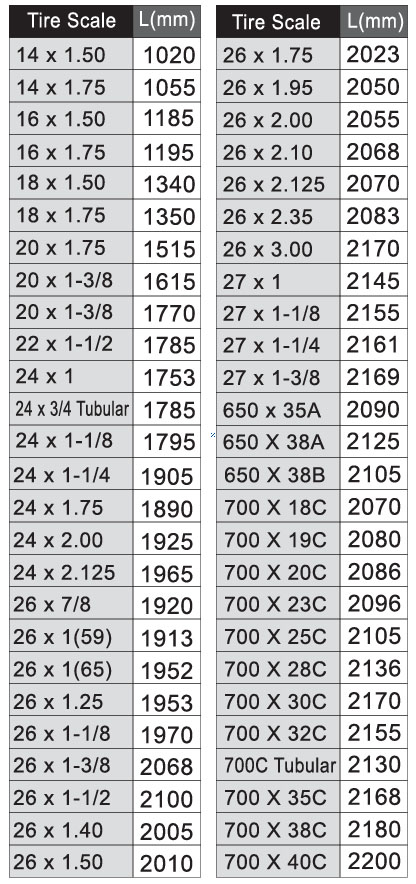 Tire Scale L(mm)
14 x 1.50 1020
14 x 1.75 1055
16 x 1.50 1185
16 x 1.75 1195
18 x 1.50 1340
18 x 1.75 1350
20 x 1.75 1515
20 x 1-3/8 1615
20 x 1-3/8 1770
22 x 1-1/2 1785
24 x 1 1753
24 x 3/4 Tubular 1785
24 x 1-1/8 1795
24 x 1-1/4 1905
24 x 1.75 1890
24 x 2.00 1925
24 x 2.125 1965
26 x 7/8 1920
26 x 1(59) 1913
26 x 1(65) 1952
26 x 1.25 1953
26 x 1-1/8 1970
26 x 1-3/8 2068
26 x 1-1/2 2100
26 x 1.40 2005
26 x 1.50 2010
Tire Scale L(mm)
26 x 1.75 2023
26 x 1.95 2050
26 x 2.00 2055
26 x 2.10 2068
26 x 2.125 2070
26 x 2.35 2083
26 x 3.00 2170
27 x 1 2145
27 x 1-1/8 2155
27 x 1-1/4 2161
27 x 1-3/8 2169
650 x 35A 2090
650 X 38A 2125
650 X 38B 2105
700 X 18C 2070
700 X 19C 2080
700 X 20C 2086
700 X 23C 2096
700 X 25C 2105
700 X 28C 2136
700 X 30C 2170
700 X 32C 2155
700C Tubular 2130
700 X 35C 2168
700 X 38C 2180
700 X 40C 2200